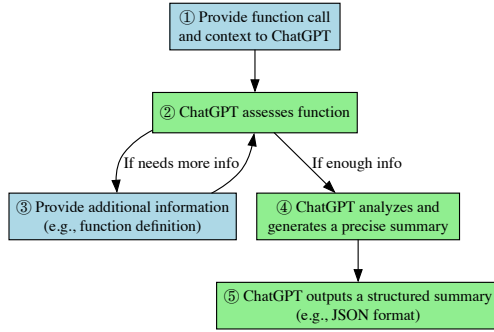 ① Provide function call
and context to ChatGPT
② ChatGPT assesses function
If needs more info
If enough info
③ Provide additional information
(e.g., function definition)
④ ChatGPT analyzes and
generates a precise summary
⑤ ChatGPT outputs a structured summary
(e.g., JSON format)